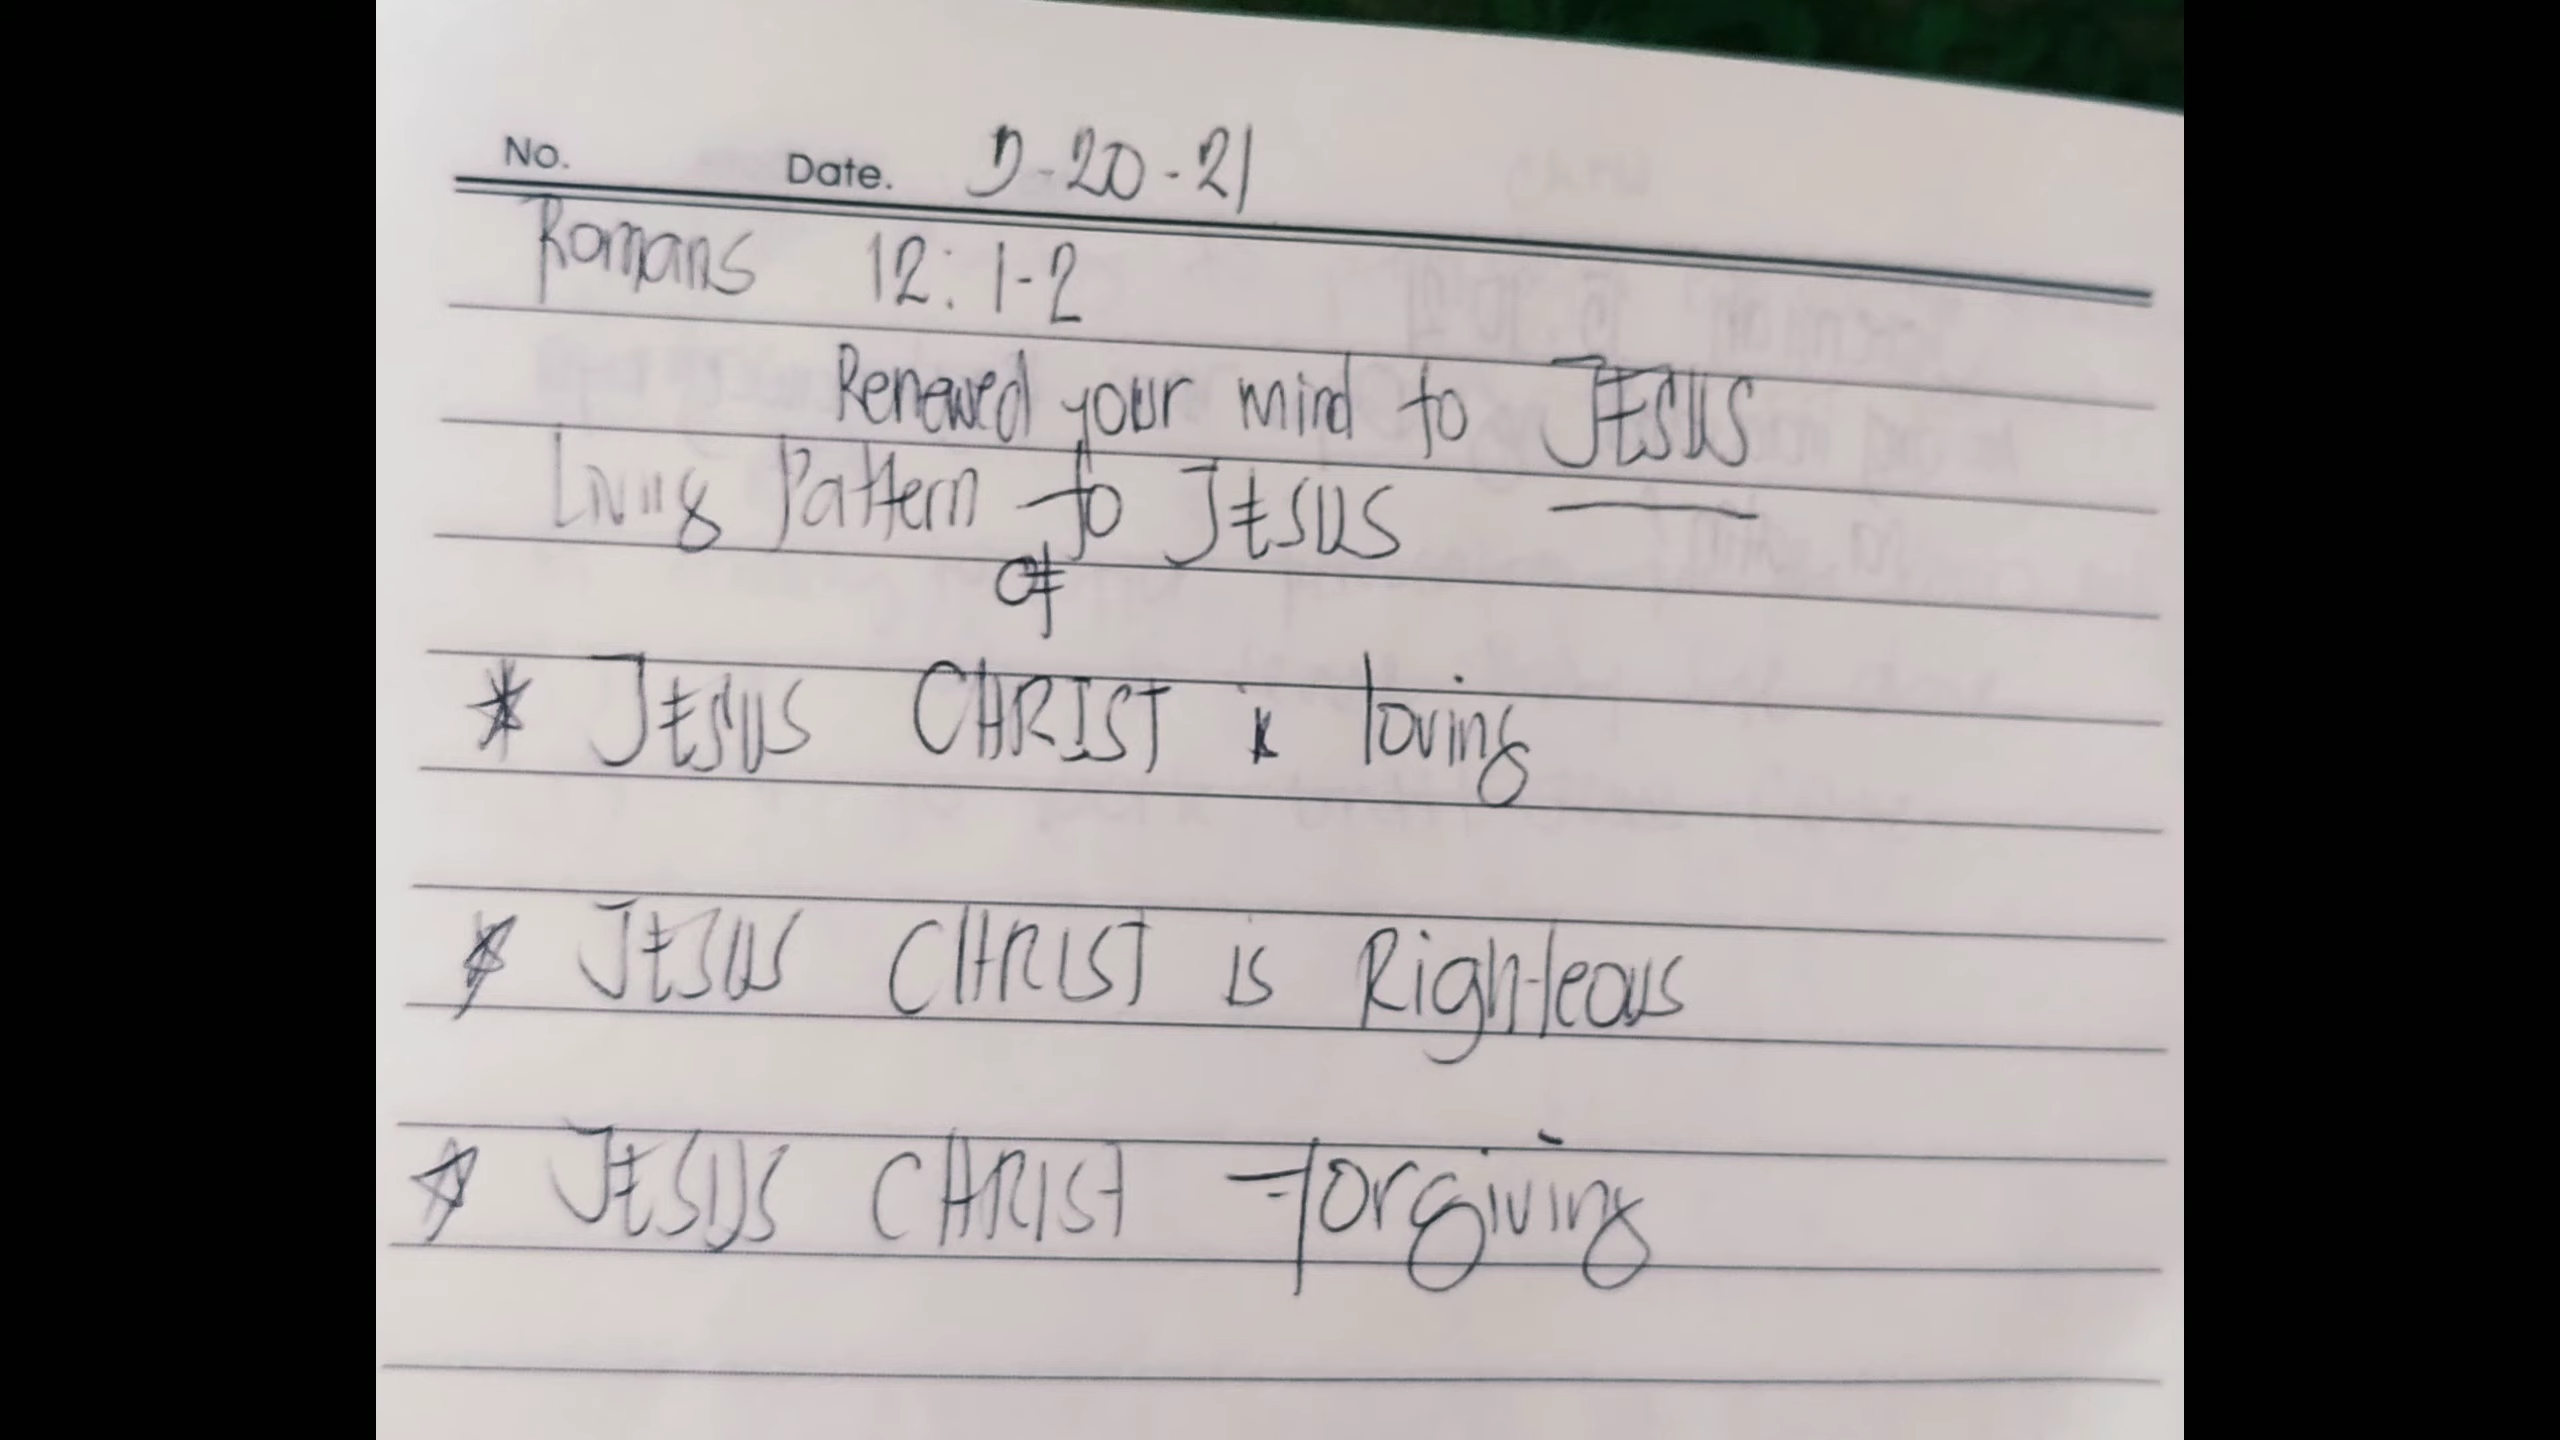 No. Date. D-20-21
Romans 12:1-2
Renewed your mind to JESUS
Living Pattern to JESUS
of
* JESUS CHRIST is loving
* JESUS CHRIST is Righteous
* JESUS CHRIST forgiving